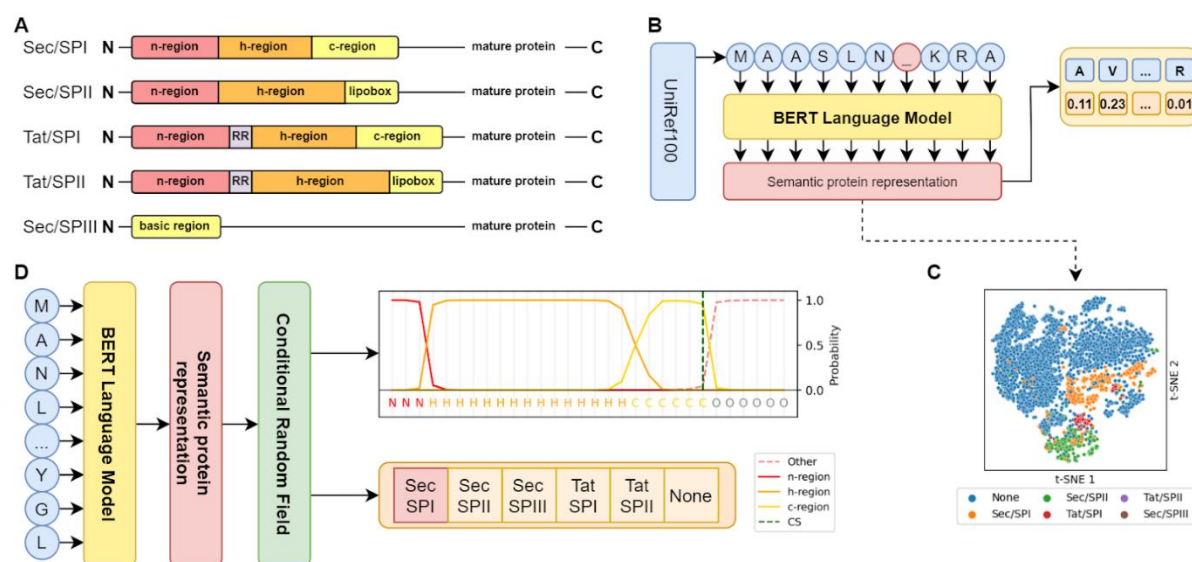 A
Sec/SPI N n-region h-region c-region mature protein C
Sec/SPII N n-region h-region lipobox mature protein C
Tat/SPI N n-region RR h-region c-region mature protein C
Tat/SPII N n-region RR h-region lipobox mature protein C
Sec/SPIII N basic region mature protein C
B
UniRef100
M A A S L N _ K R A
BERT Language Model
Semantic protein representation
A V ... R
0.11 0.23 ... 0.01
C
t-SNE 2
t-SNE 1
None Sec/SPII Tat/SPII
Sec/SPI Tat/SPI Sec/SPIII
D
M
A
N
L
...
Y
G
L
BERT Language Model
Semantic protein
representation
Conditional Random Field
1.0
0.5
0.0
Probability
N N N H H H H H H H H H H H H H H H C C C C C C O O O O O O
Sec
SPI
Sec
SPII
Sec
SPIII
Tat
SPI
Tat
SPII
None
Other
n-region
h-region
c-region
CS